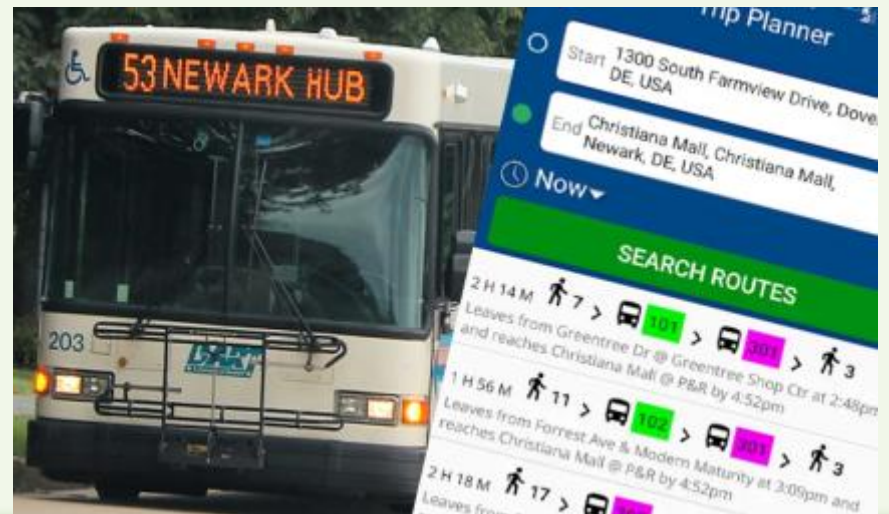 53 NEWARK HUB
203
DART
Trip Planner
Start 1300 South Farmview Drive, Dove
DE, USA
End Christiana Mall, Christiana Mall,
Newark, DE, USA
Now
SEARCH ROUTES
2 H 14 M 7 > 101 > 301 > 3
Leaves from Greentree Dr @ Greentree Shop Ctr at 2:48pm
and reaches Christiana Mall @ P&R by 4:52pm
1 H 56 M 11 > 102 > 301 > 3
Leaves from Forrest Ave & Modern Maturity at 3:09pm and
reaches Christiana Mall @ P&R by 4:52pm
2 H 18 M 17 >
Leaves from